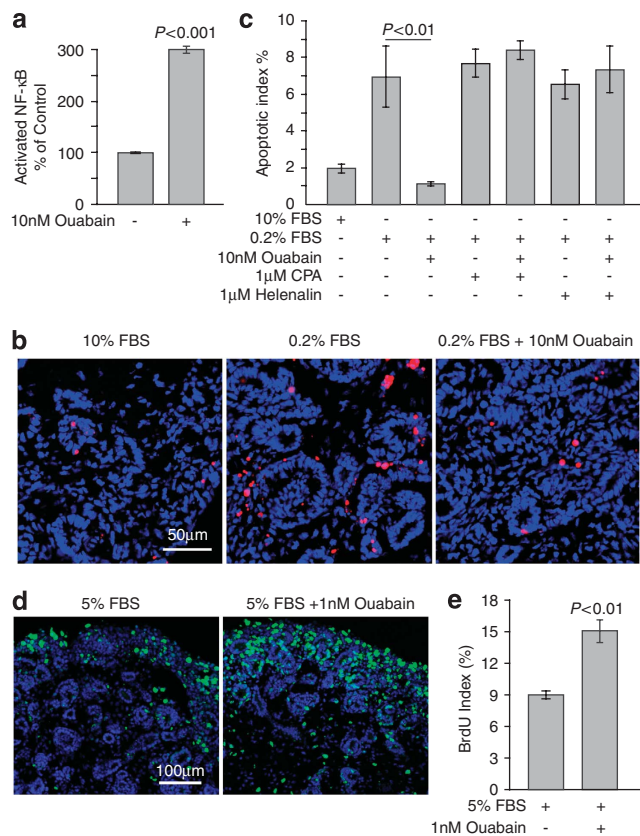 a
Activated NF-κB
% of Control
300
200
100
0
P<0.001
10nM Ouabain - +
c
Apoptotic index %
10
8
6
4
2
0
P<0.01
10% FBS + - - - - - -
0.2% FBS - + + + + + +
10nM Ouabain - - + - + - +
1μM CPA - - - + + - -
1μM Helenalin - - - - - + +
b
10% FBS
0.2% FBS
0.2% FBS + 10nM Ouabain
50μm
d
5% FBS
5% FBS +1nM Ouabain
100μm
e
BrdU Index (%)
18
15
12
9
6
3
0
P<0.01
5% FBS + +
1nM Ouabain - +